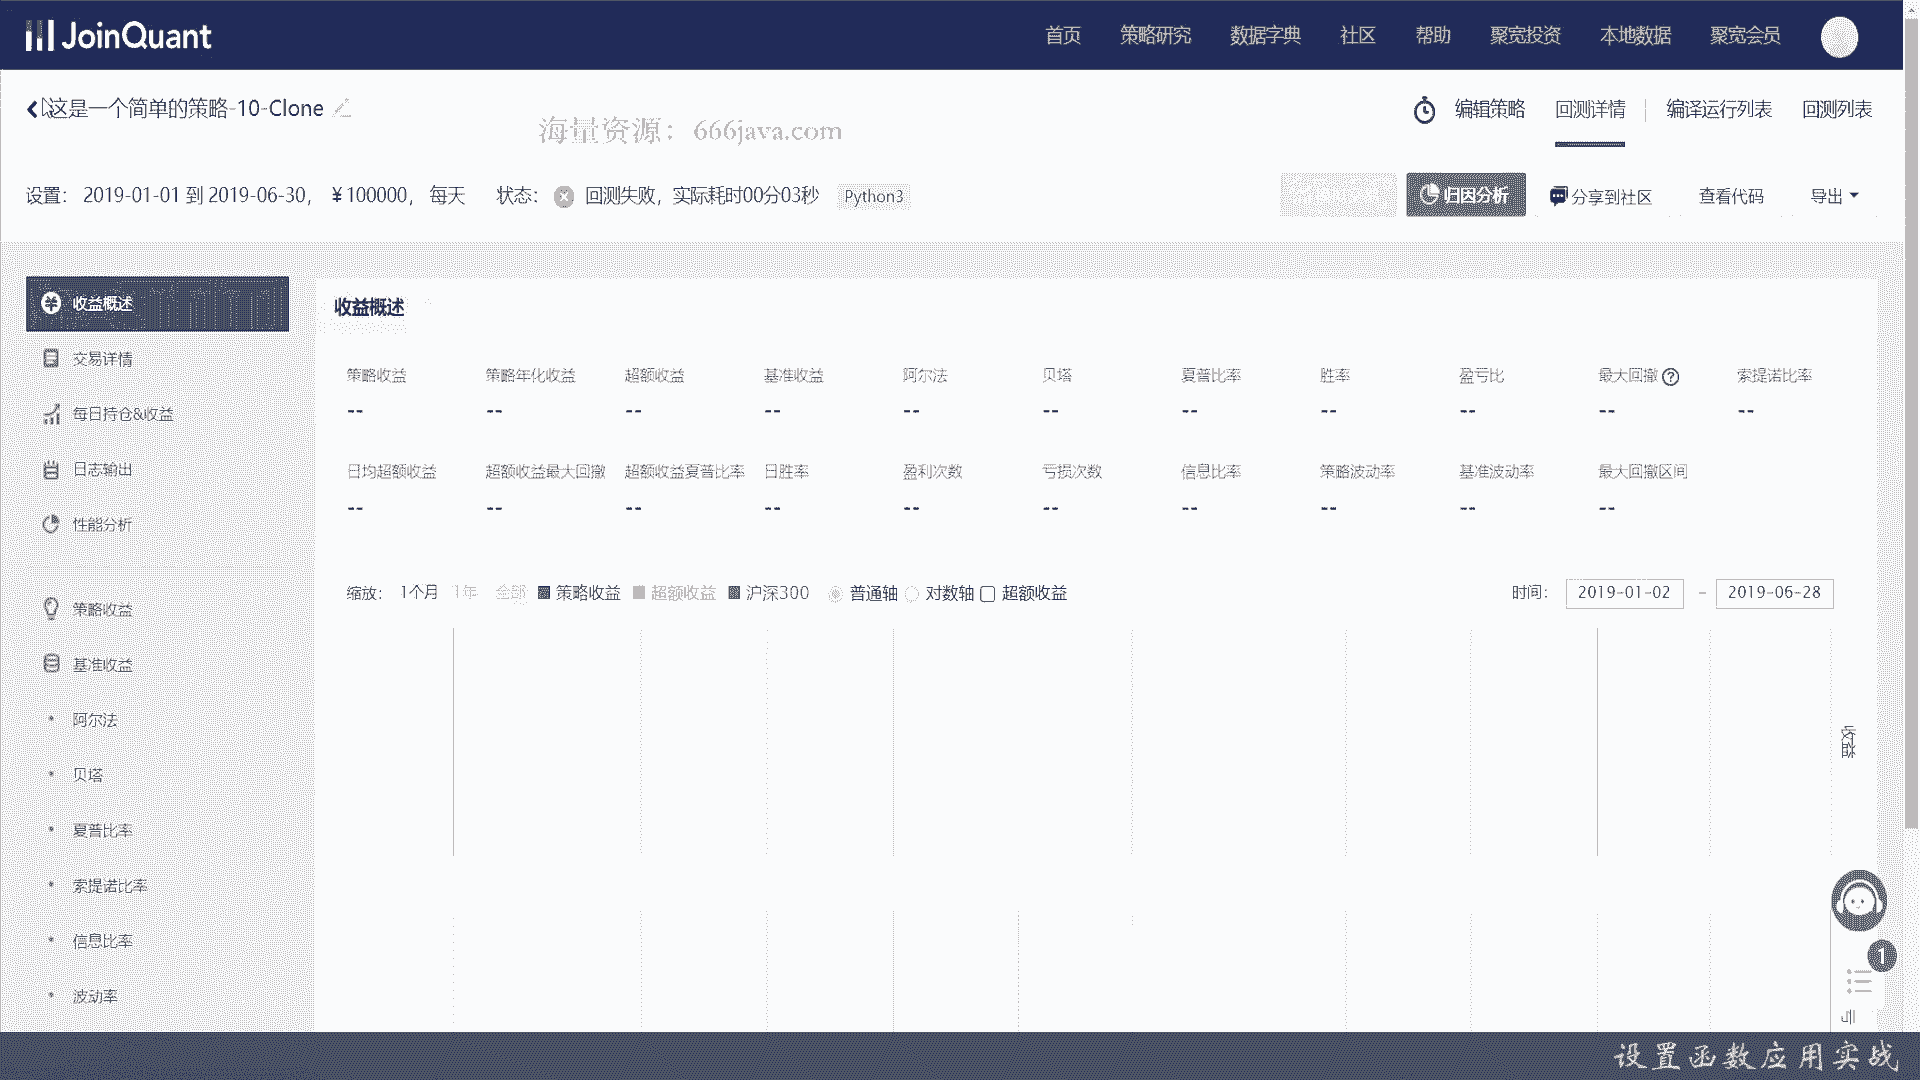 JoinQuant 首页 策略研究 数据字典 社区 帮助 聚宽投资 本地数据 聚宽会员
这是一个简单的策略-10-Clone 编辑策略 回测详情 编译运行列表 回测列表
海量资源：666java.com
设置： 2019-01-01 到 2019-06-30， ￥100000， 每天 状态： 回测失败，实际耗时00分03秒 Python3 归因分析 分享到社区 查看代码 导出
收益概述
交易详情
每日持仓&收益
日志输出
性能分析
策略收益
基准收益
阿尔法
贝塔
夏普比率
索提诺比率
信息比率
波动率
收益概述
策略收益 策略年化收益 超额收益 基准收益 阿尔法 贝塔 夏普比率 胜率 盈亏比 最大回撤 索提诺比率
-- -- -- -- -- -- -- -- -- -- --
日均超额收益 超额收益最大回撤 超额收益夏普比率 日胜率 盈利次数 亏损次数 信息比率 策略波动率 基准波动率 最大回撤区间
-- -- -- -- -- -- -- -- -- --
缩放： 1个月 1年 全部 策略收益 超额收益 沪深300 普通轴 对数轴 超额收益 时间： 2019-01-02 - 2019-06-28
收益
1
设置函数应用实战